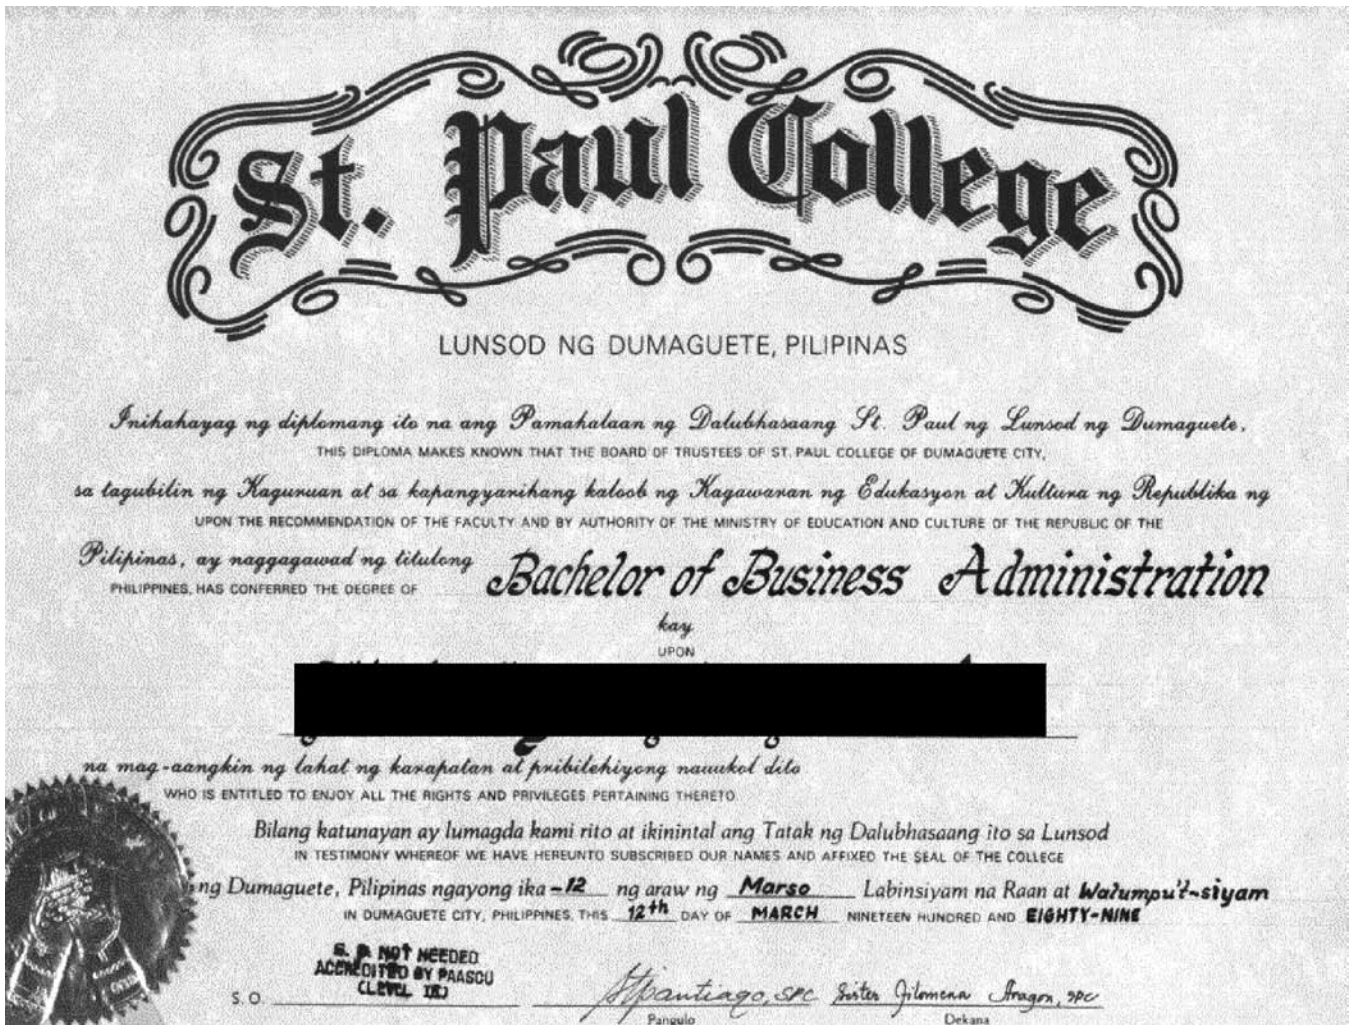 St. Paul College
LUNSOD NG DUMAGUETE, PILIPINAS
Inihahayag ng diplomang ito na ang Pamahalaan ng Dalubhasaang St. Paul ng Lunsod ng Dumaguete,
THIS DIPLOMA MAKES KNOWN THAT THE BOARD OF TRUSTEES OF ST. PAUL COLLEGE OF DUMAGUETE CITY,
sa tagubilin ng Kaguruan at sa kapangyarihang kaloob ng Kagawaran ng Edukasyon at Kultura ng Republika ng
UPON THE RECOMMENDATION OF THE FACULTY AND BY AUTHORITY OF THE MINISTRY OF EDUCATION AND CULTURE OF THE REPUBLIC OF THE
Pilipinas, ay naggagawad ng titulong Bachelor of Business Administration
PHILIPPINES, HAS CONFERRED THE DEGREE OF
kay
UPON
na mag-aangkin ng lahat ng karapatan at pribilehiyong nauukol dito
WHO IS ENTITLED TO ENJOY ALL THE RIGHTS AND PRIVILEGES PERTAINING THERETO
Bilang katunayan ay lumagda kami rito at ikinintal ang Tatak ng Dalubhasaang ito sa Lunsod
IN TESTIMONY WHEREOF WE HAVE HEREUNTO SUBSCRIBED OUR NAMES AND AFFIXED THE SEAL OF THE COLLEGE
ng Dumaguete, Pilipinas ngayong ika -12 ng araw ng Marso Labinsiyam na Raan at Walumpu't-siyam
IN DUMAGUETE CITY, PHILIPPINES, THIS 12th DAY OF MARCH NINETEEN HUNDRED AND EIGHTY-NINE
S. O. NOT NEEDED
ACCREDITED BY PAASCU
S. O.
Sister Filomena Aragon, SPC
Pangulo Dekana